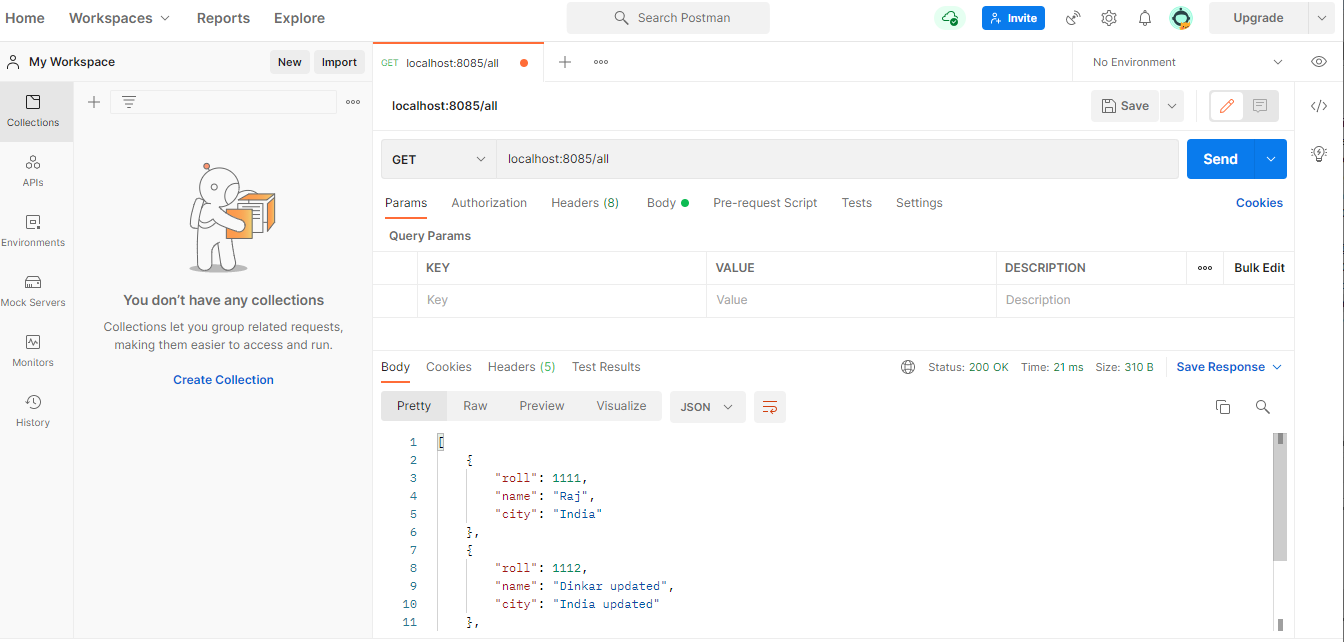 Home Workspaces Reports Explore Search Postman Invite Upgrade
My Workspace New Import GET localhost:8085/all No Environment
Collections
APIs
Environments
Mock Servers
Monitors
History
You don’t have any collections
Collections let you group related requests,
making them easier to access and run.
Create Collection
localhost:8085/all Save
GET localhost:8085/all Send
Params Authorization Headers (8) Body Pre-request Script Tests Settings Cookies
Query Params
KEY VALUE DESCRIPTION Bulk Edit
Key Value Description
Body Cookies Headers (5) Test Results Status: 200 OK Time: 21 ms Size: 310 B Save Response
Pretty Raw Preview Visualize JSON
1 [
2 {
3 "roll": 1111,
4 "name": "Raj",
5 "city": "India"
6 },
7 {
8 "roll": 1112,
9 "name": "Dinkar updated",
10 "city": "India updated"
11 },